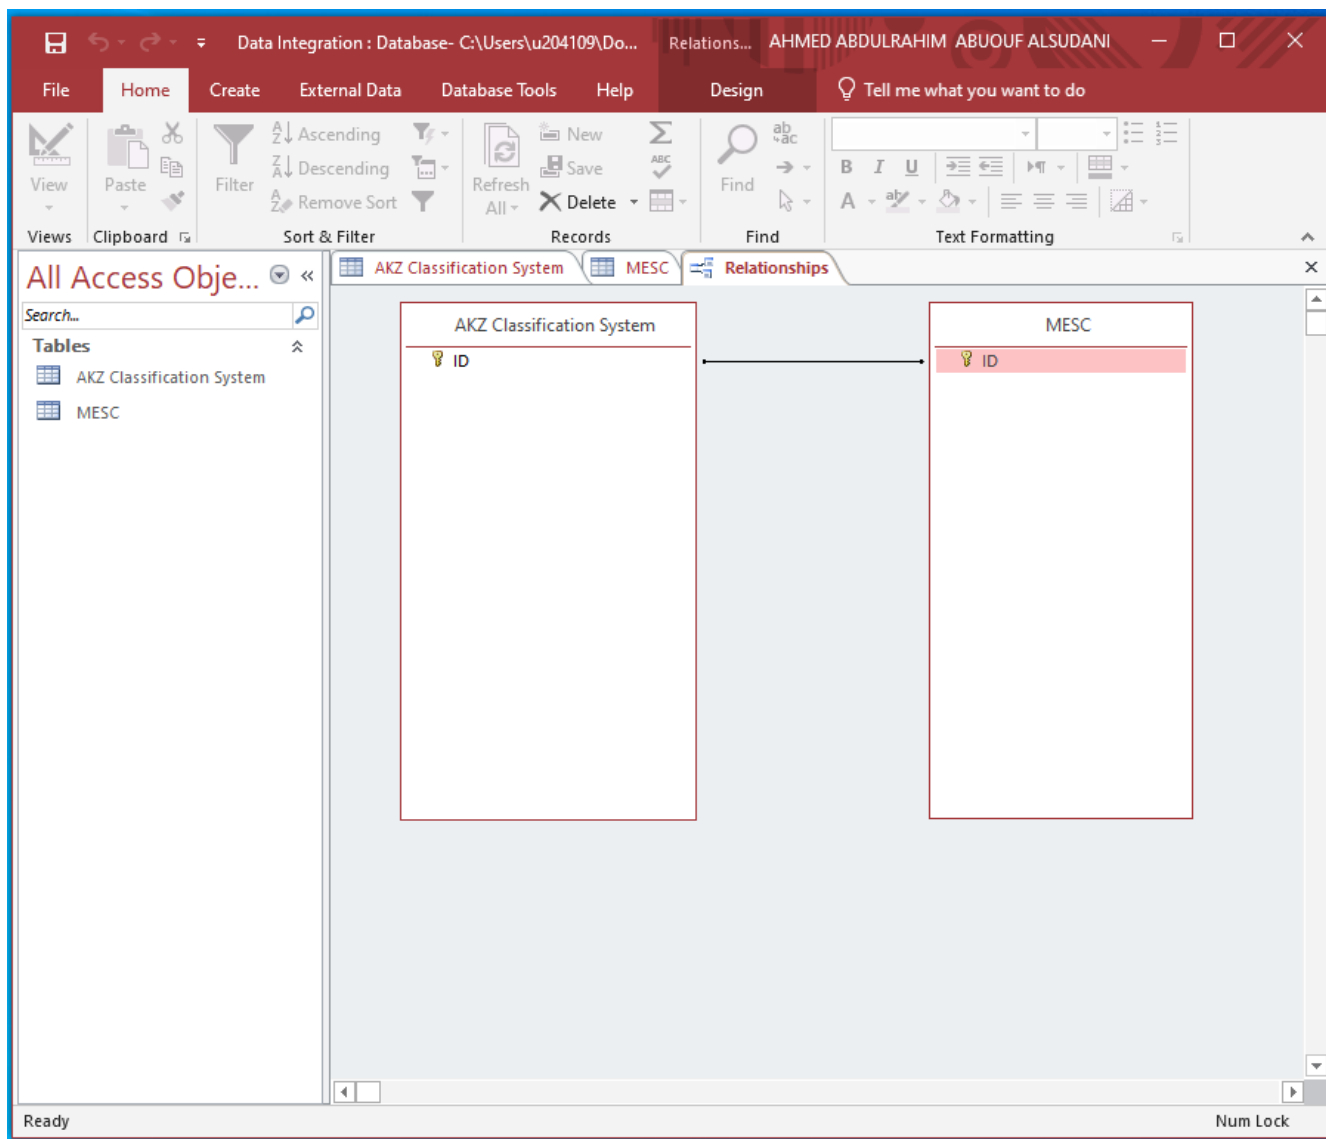 Data Integration : Database- C:\Users\u204109\Do... Relations... AHMED ABDULRAHIM ABUOUF ALSUDANI
File Home Create External Data Database Tools Help Design Tell me what you want to do
View
Paste
Filter
Ascending
Descending
Remove Sort
Refresh
All
New
Save
Delete
Find
B I U
A
Views Clipboard Sort & Filter Records Find Text Formatting
All Access Obje...
Search...
Tables
AKZ Classification System
MESC
AKZ Classification System MESC Relationships
AKZ Classification System
ID
MESC
ID
Ready Num Lock